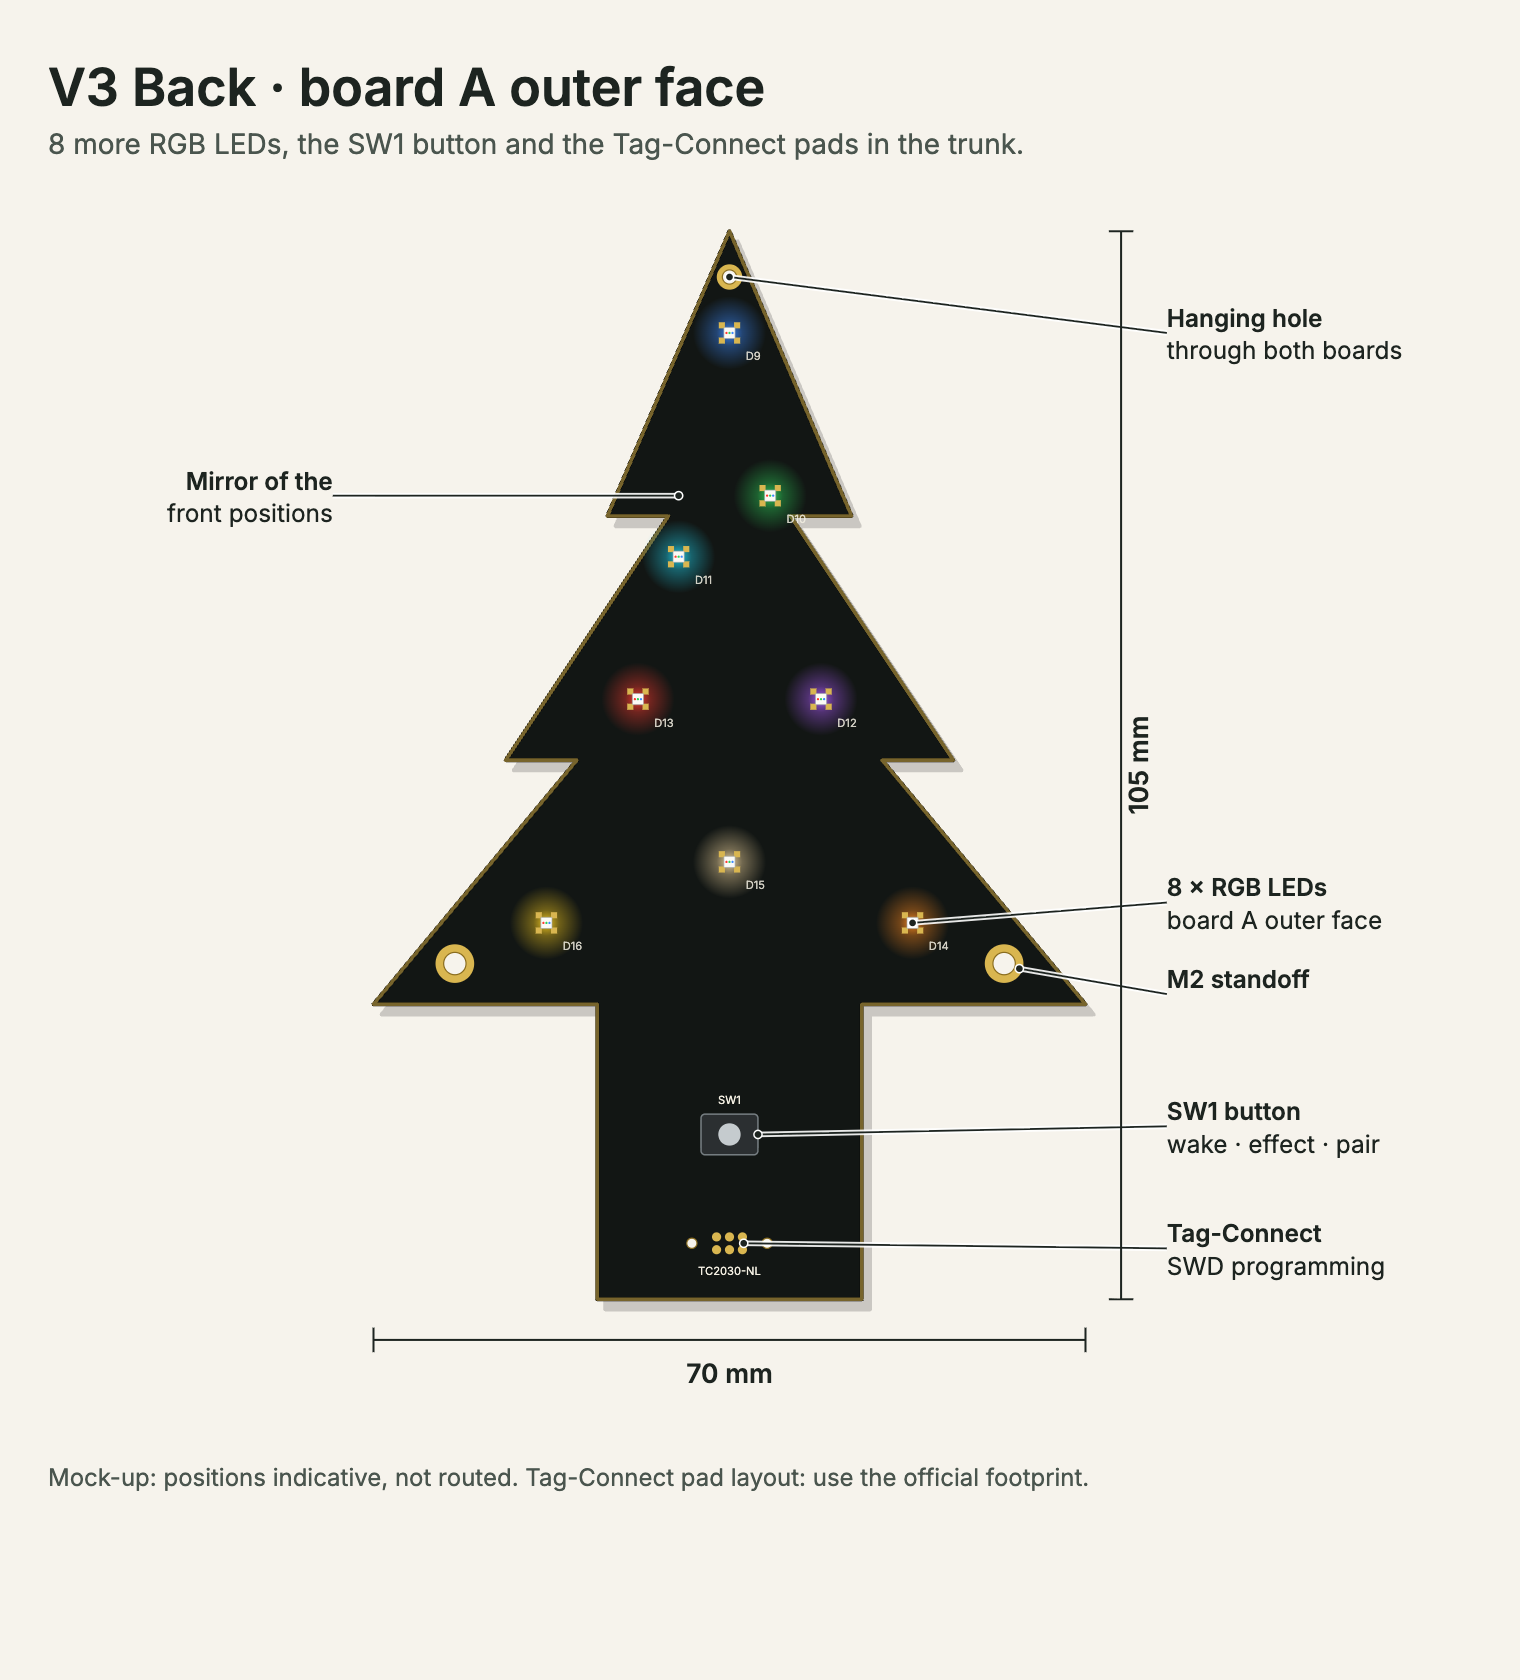 V3 Back · board A outer face
8 more RGB LEDs, the SW1 button and the Tag-Connect pads in the trunk.
Hanging hole
through both boards
D9
Mirror of the
front positions
D10
D11
D13
D12
105 mm
D15
8 × RGB LEDs
board A outer face
D16
D14
M2 standoff
SW1
SW1 button
wake · effect · pair
Tag-Connect
SWD programming
TC2030-NL
70 mm
Mock-up: positions indicative, not routed. Tag-Connect pad layout: use the official footprint.